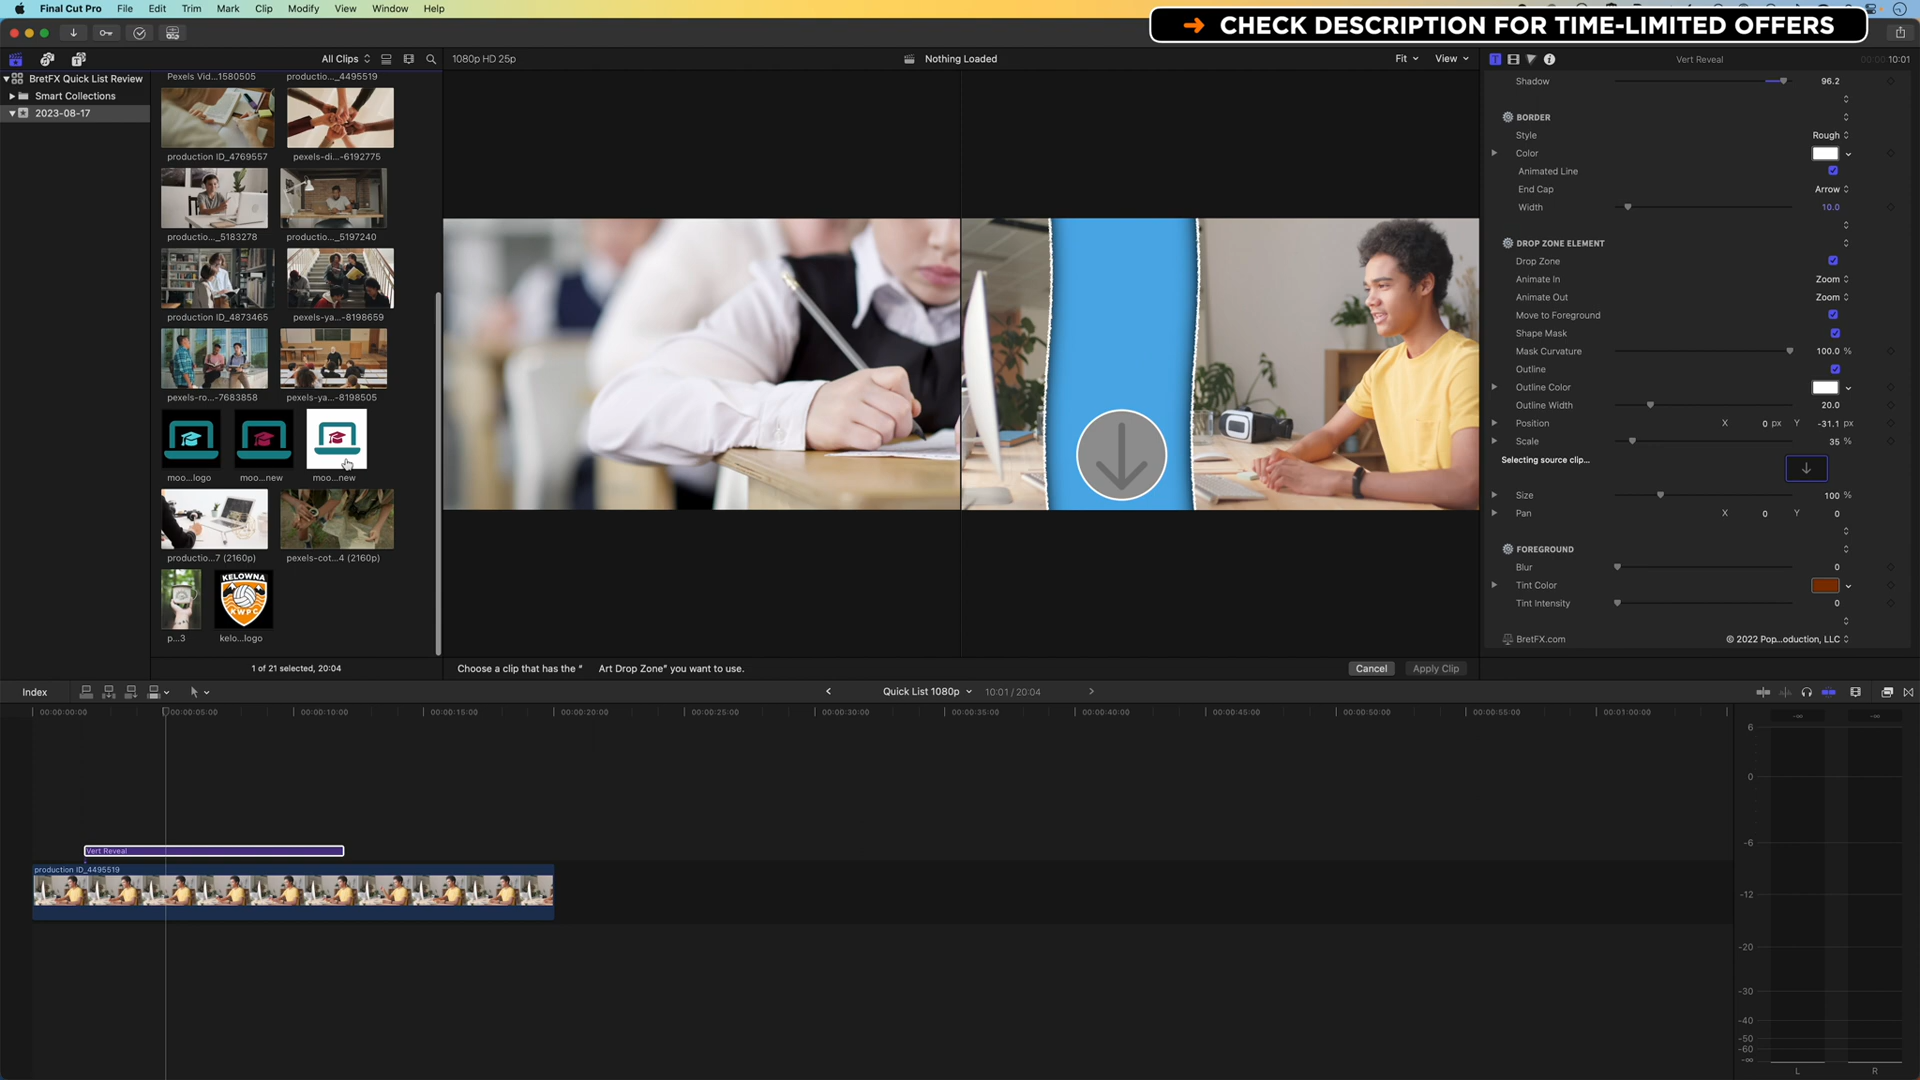 Final Cut Pro File Edit Trim Mark Clip Modify View Window Help
→ CHECK DESCRIPTION FOR TIME-LIMITED OFFERS
All Clips
1080p HD 25p
Nothing Loaded
Fit
View
Vert Reveal
00:00:10:01
BretFX Quick List Review
Smart Collections
2023-08-17
Pexels Vid...1580505
productio..._4495519
production ID_4769557
pexels-di...-6192775
productio..._5183278
productio..._5197240
production ID_4873465
pexels-ya...-8198659
pexels-ro...-7683858
pexels-ya...-8198505
moo...logo
moo...new
moo...new
productio...7 (2160p)
pexels-cot...4 (2160p)
KELOWNA
KWPC
p...3
kelo...logo
1 of 21 selected, 20:04
Choose a clip that has the “ Art Drop Zone” you want to use.
Cancel
Apply Clip
Shadow 96.2
BORDER
Style Rough
Color
Animated Line
End Cap Arrow
Width 10.0
DROP ZONE ELEMENT
Drop Zone
Animate In Zoom
Animate Out Zoom
Move to Foreground
Shape Mask
Mask Curvature 100.0 %
Outline
Outline Color
Outline Width 20.0
Position X 0 px Y -31.1 px
Scale 35 %
Selecting source clip...
Size 100 %
Pan X 0 Y 0
FOREGROUND
Blur 0
Tint Color
Tint Intensity 0
BretFX.com © 2022 Pop...oduction, LLC
Index
Quick List 1080p
10:01 / 20:04
00:00:00:00 00:00:05:00 00:00:10:00 00:00:15:00 00:00:20:00 00:00:25:00 00:00:30:00 00:00:35:00 00:00:40:00 00:00:45:00 00:00:50:00 00:00:55:00 00:01:00:00
Vert Reveal
production ID_4495519
-∞ -∞
6
0
-6
-12
-20
-30
-40
-50
-60
-∞
L R